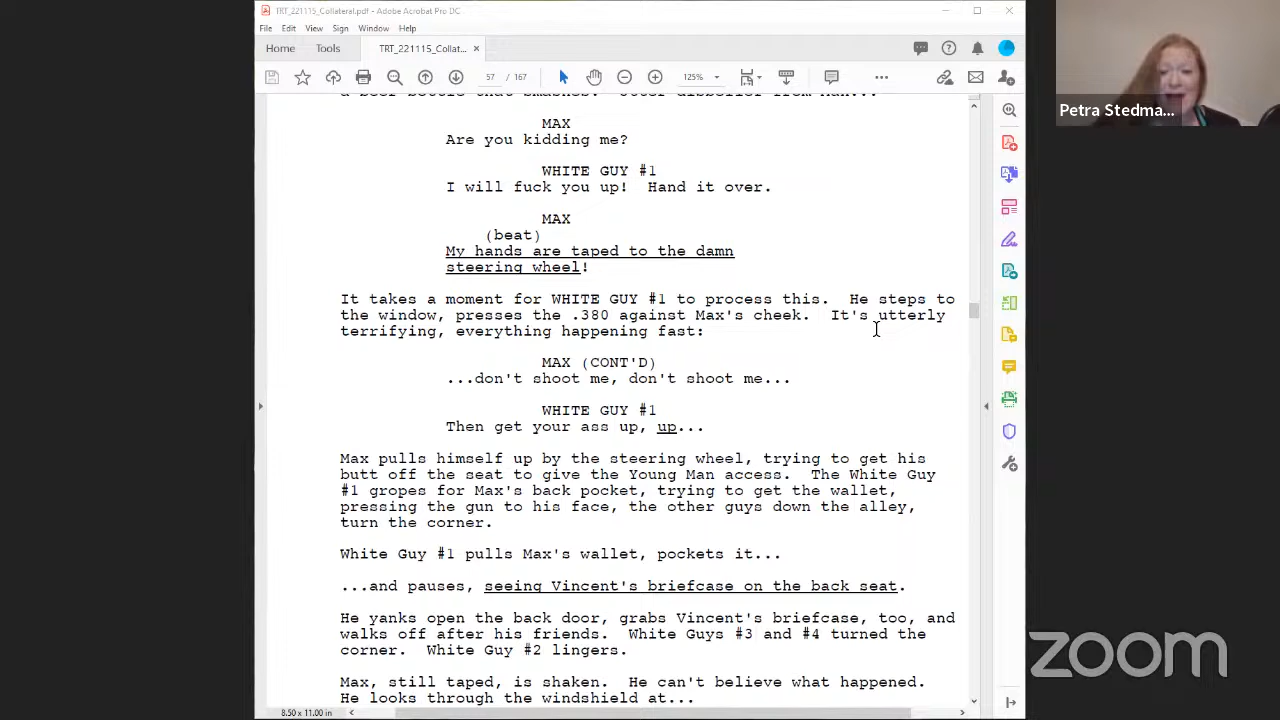 TRT_221115_Collateral.pdf - Adobe Acrobat Pro DC
File Edit View Sign Window Help
Home Tools TRT_221115_Collat... ×
57 / 167 125%
Petra Stedma...
MAX
Are you kidding me?
WHITE GUY #1
I will fuck you up! Hand it over.
MAX
(beat)
My hands are taped to the damn
steering wheel!
It takes a moment for WHITE GUY #1 to process this. He steps to
the window, presses the .380 against Max's cheek. It's utterly
terrifying, everything happening fast:
MAX (CONT'D)
...don't shoot me, don't shoot me...
WHITE GUY #1
Then get your ass up, up...
Max pulls himself up by the steering wheel, trying to get his
butt off the seat to give the Young Man access. The White Guy
#1 gropes for Max's back pocket, trying to get the wallet,
pressing the gun to his face, the other guys down the alley,
turn the corner.
White Guy #1 pulls Max's wallet, pockets it...
...and pauses, seeing Vincent's briefcase on the back seat.
He yanks open the back door, grabs Vincent's briefcase, too, and
walks off after his friends. White Guys #3 and #4 turned the
corner. White Guy #2 lingers.
Max, still taped, is shaken. He can't believe what happened.
He looks through the windshield at...
8.50 x 11.00 in
zoom